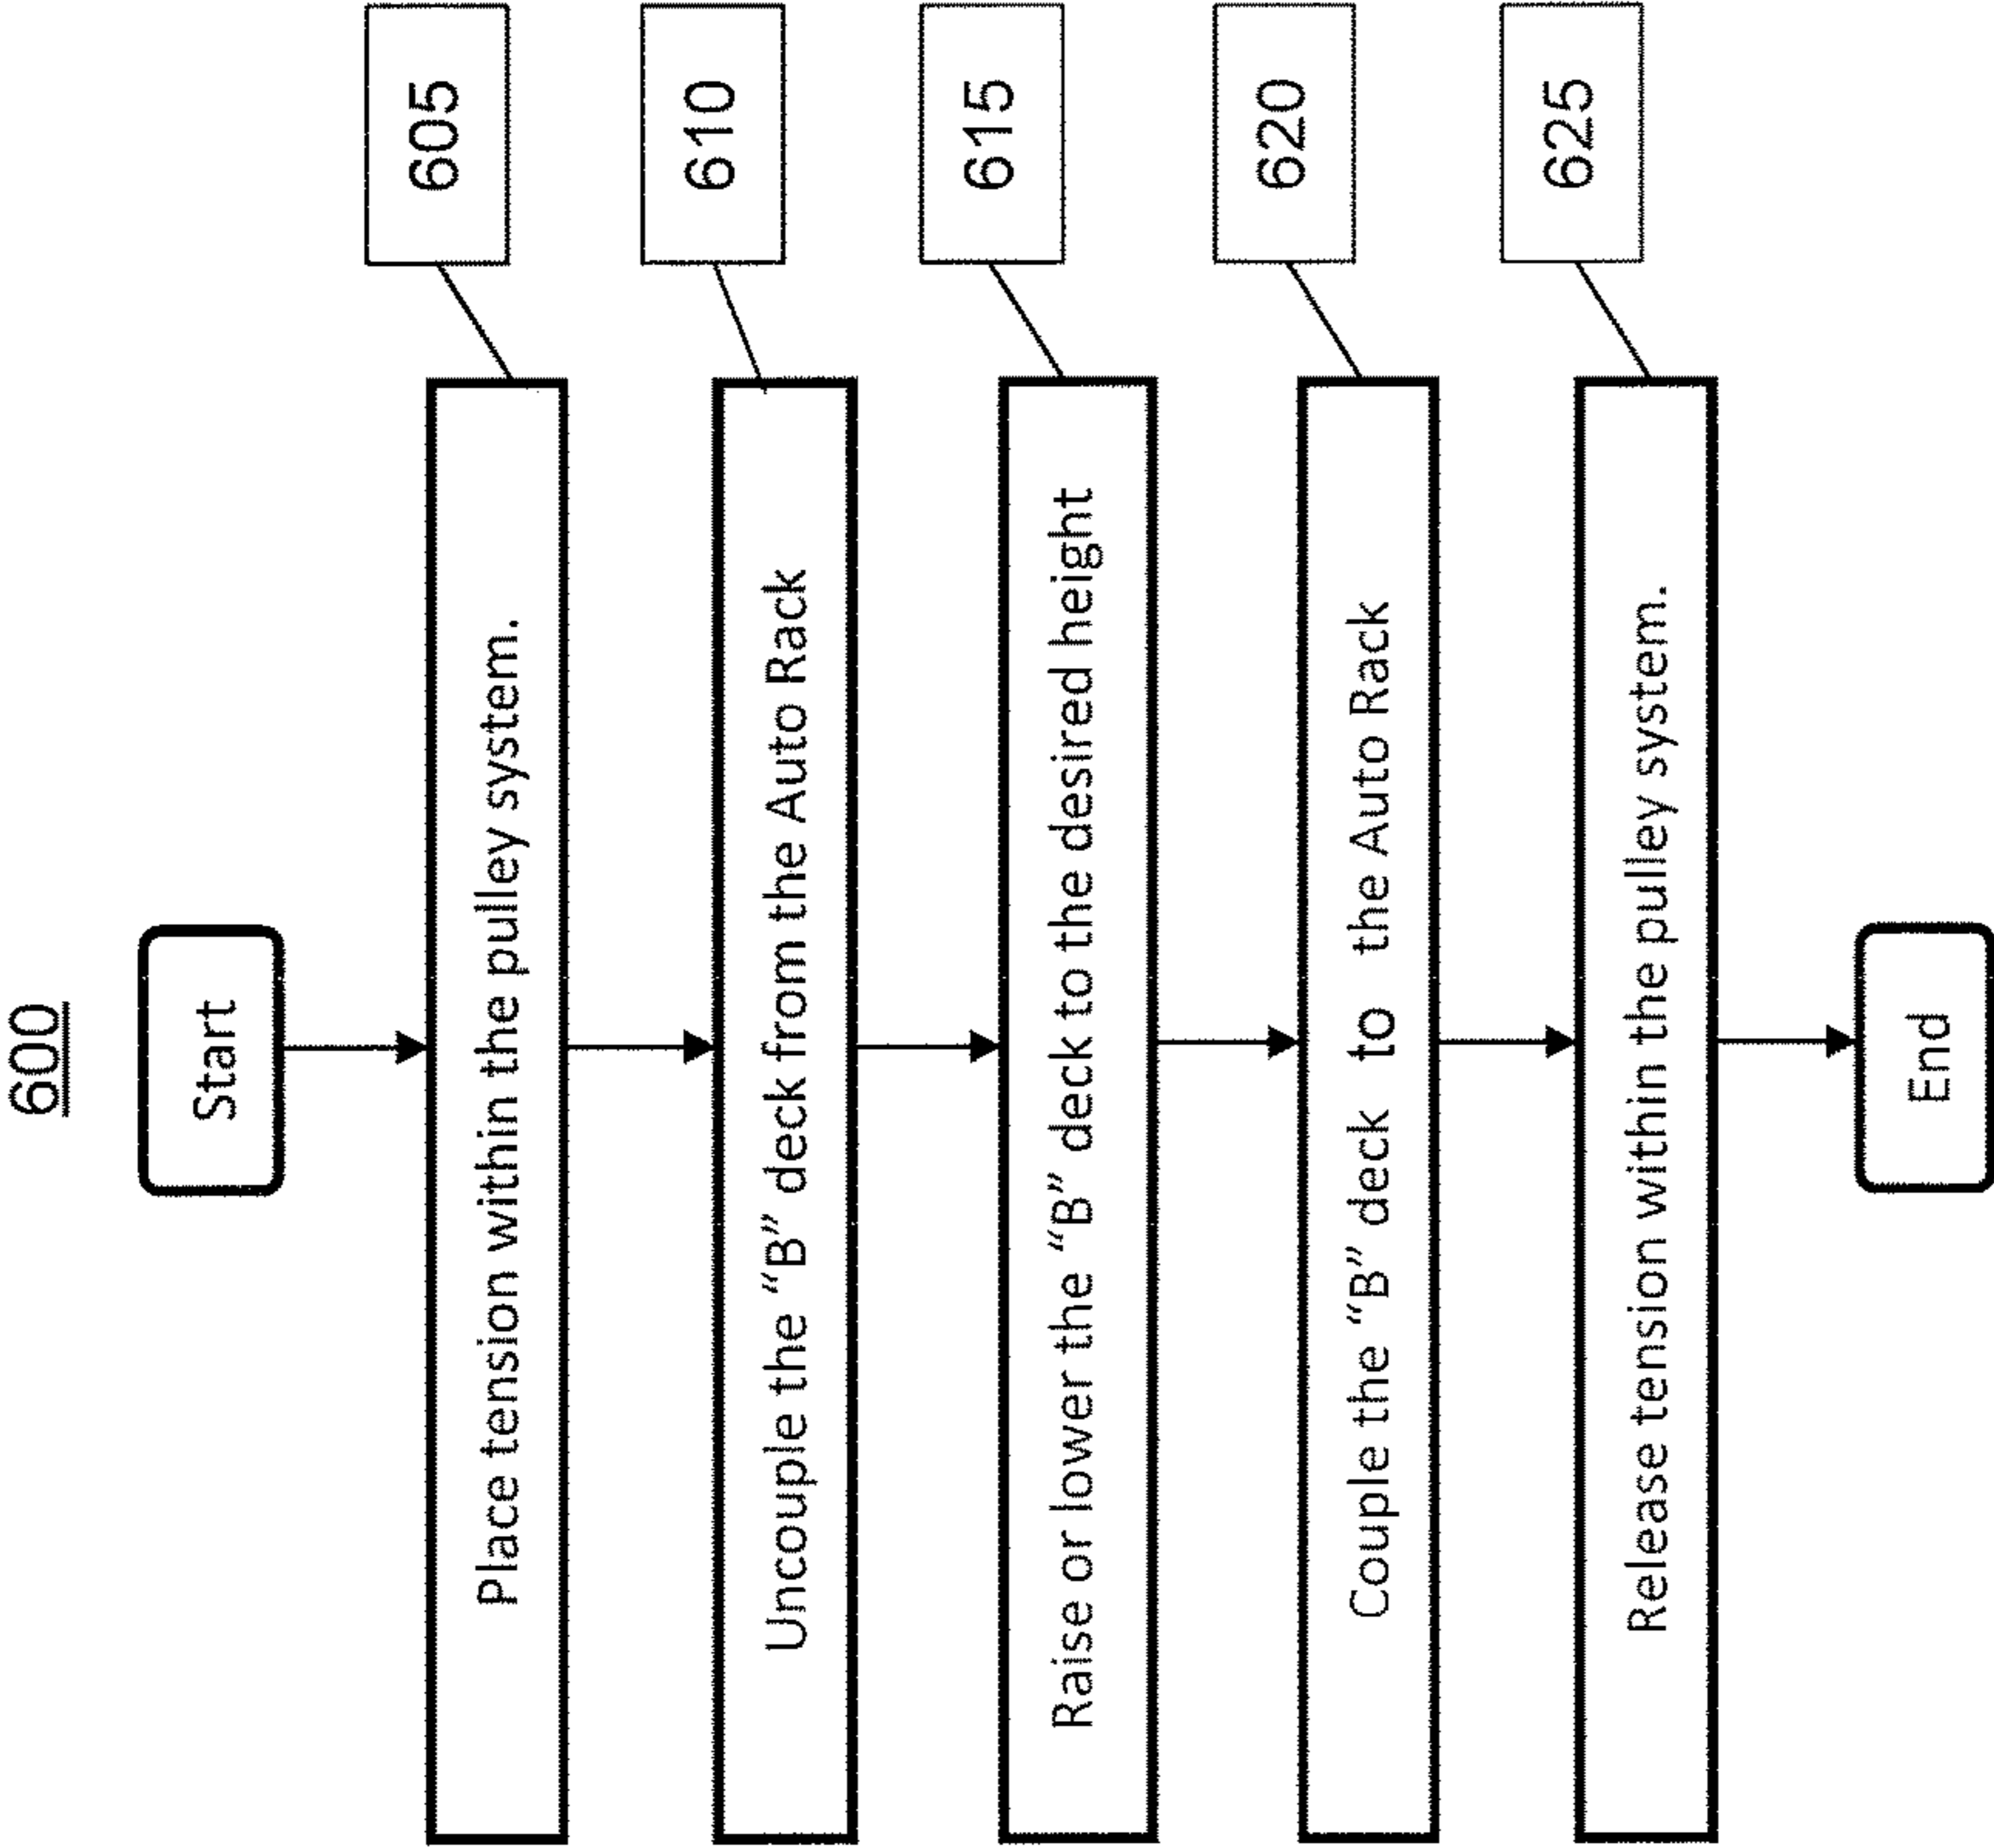 600
Start
Place tension within the pulley system.
605
Uncouple the “B” deck from the Auto Rack
610
Raise or lower the “B” deck to the desired height
615
Couple the “B” deck to the Auto Rack
620
Release tension within the pulley system.
625
End